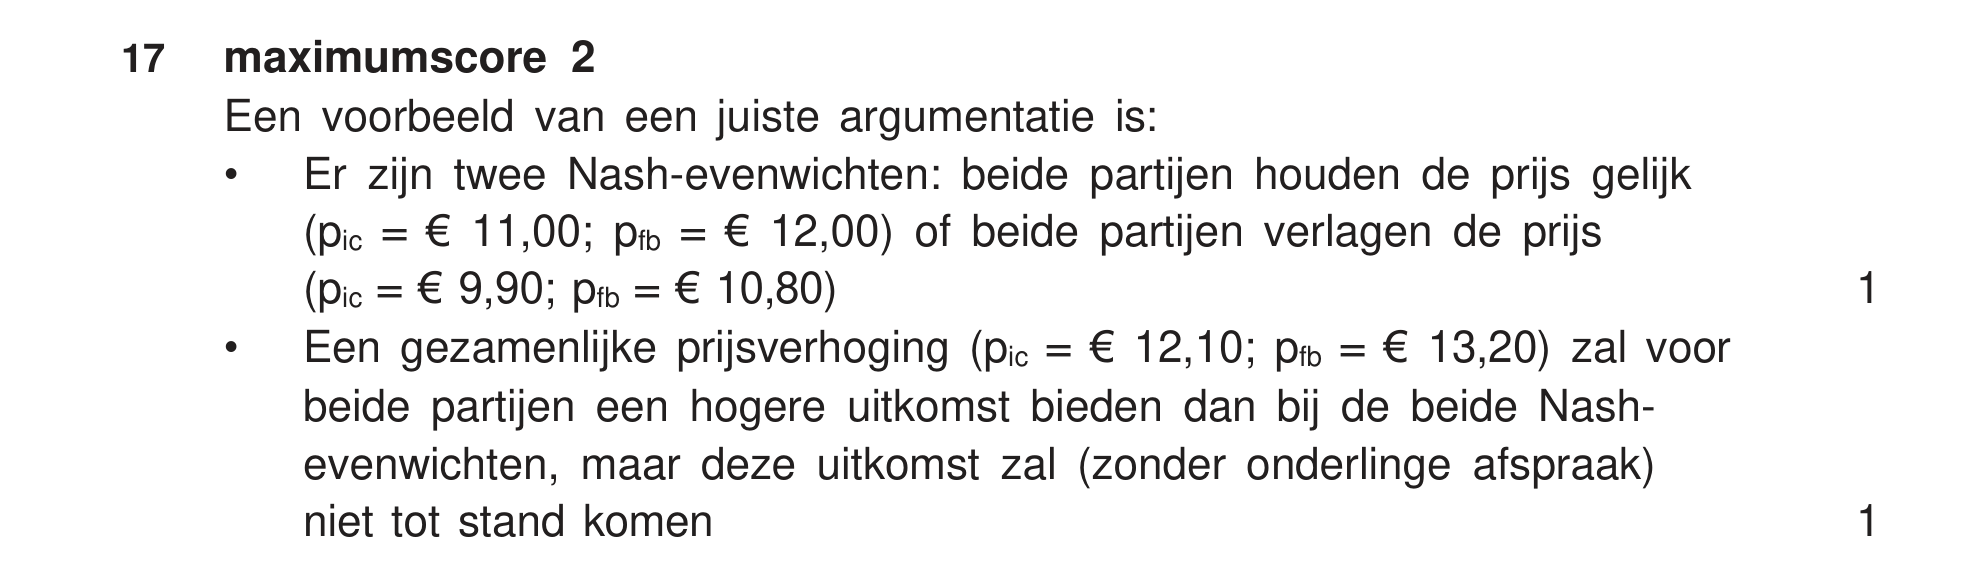 17 maximumscore 2
Een voorbeeld van een juiste argumentatie is:
• Er zijn twee Nash-evenwichten: beide partijen houden de prijs gelijk
(pic = € 11,00; pfb = € 12,00) of beide partijen verlagen de prijs
(pic = € 9,90; pfb = € 10,80) 1
• Een gezamenlijke prijsverhoging (pic = € 12,10; pfb = € 13,20) zal voor
beide partijen een hogere uitkomst bieden dan bij de beide Nash-
evenwichten, maar deze uitkomst zal (zonder onderlinge afspraak)
niet tot stand komen 1